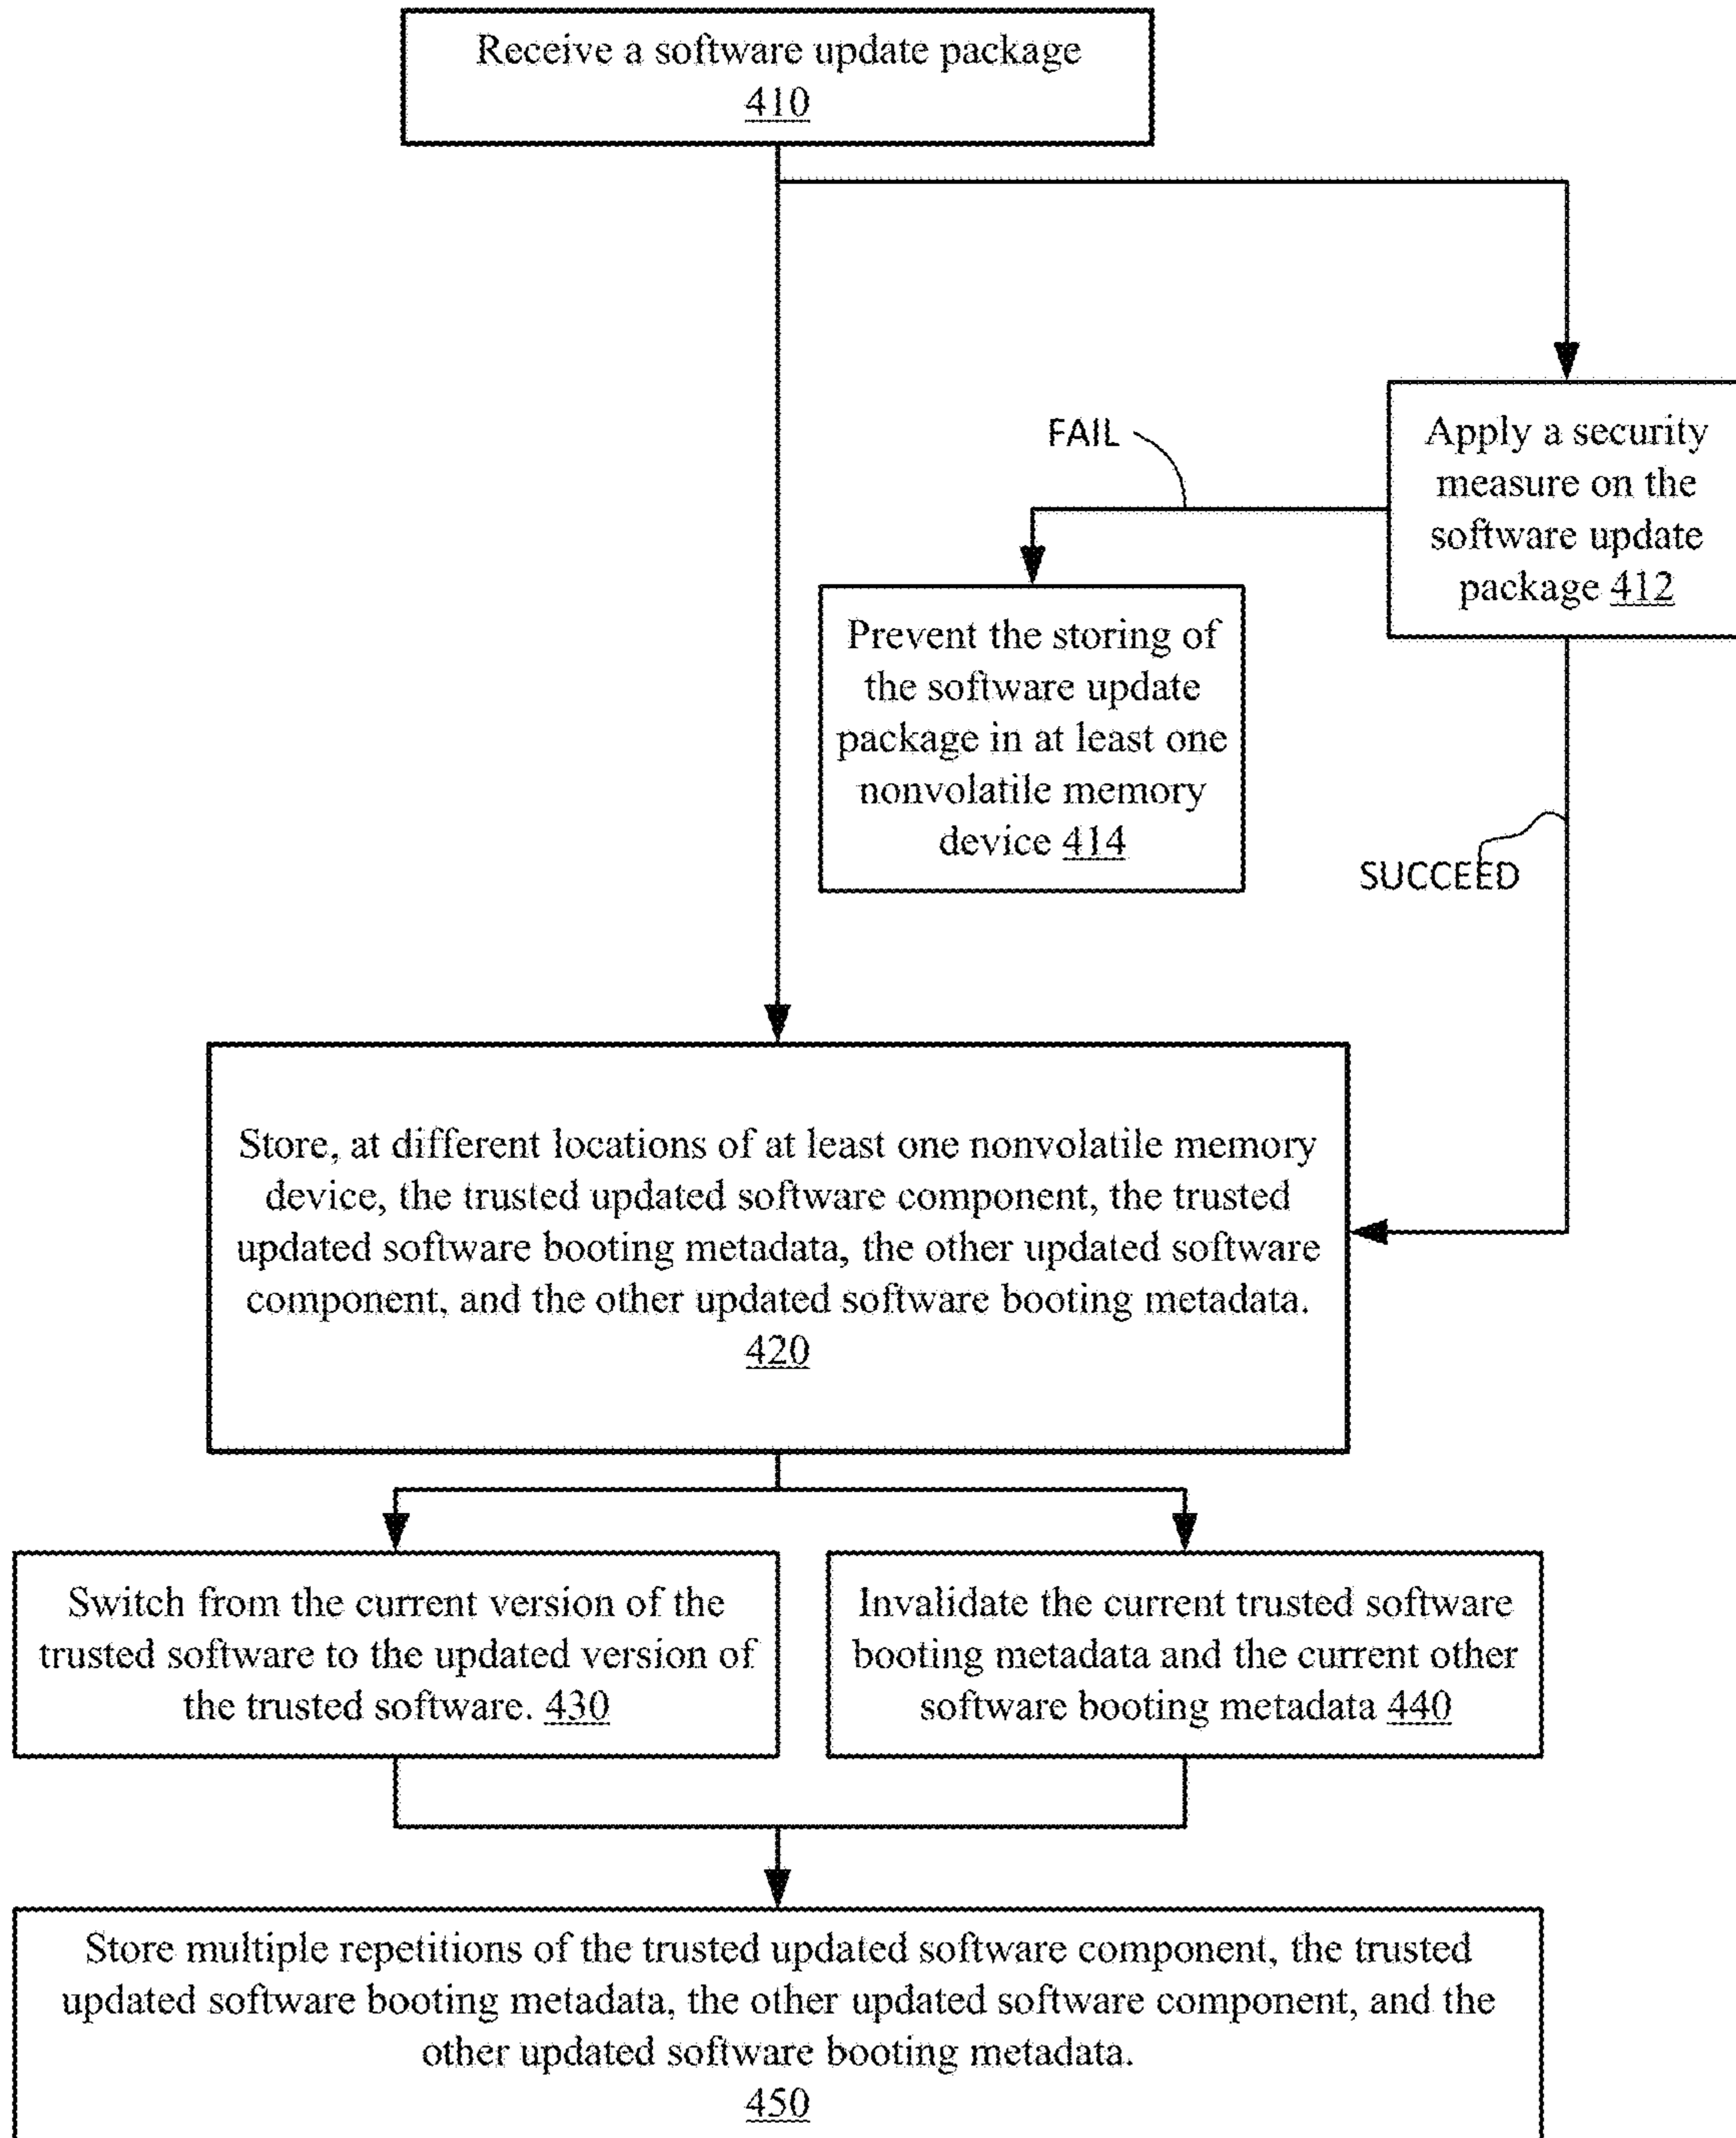 Receive a software update package
410
FAIL
Apply a security
measure on the
software update
package 412
Prevent the storing of
the software update
package in at least one
nonvolatile memory
device 414
SUCCEED
Store, at different locations of at least one nonvolatile memory
device, the trusted updated software component, the trusted
updated software booting metadata, the other updated software
component, and the other updated software booting metadata.
420
Switch from the current version of the
trusted software to the updated version of
the trusted software. 430
Invalidate the current trusted software
booting metadata and the current other
software booting metadata 440
Store multiple repetitions of the trusted updated software component, the trusted
updated software booting metadata, the other updated software component, and the
other updated software booting metadata.
450